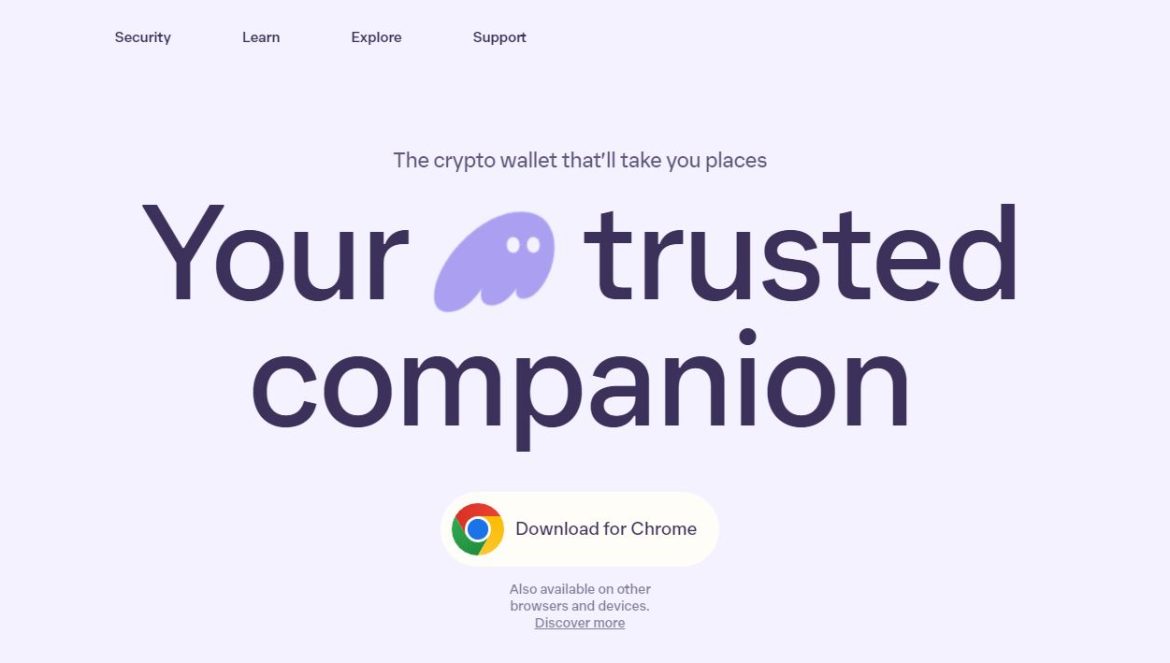 Security Learn Explore Support
The crypto wallet that'll take you places
Your trusted
companion
Download for Chrome
Also available on other
browsers and devices.
Discover more